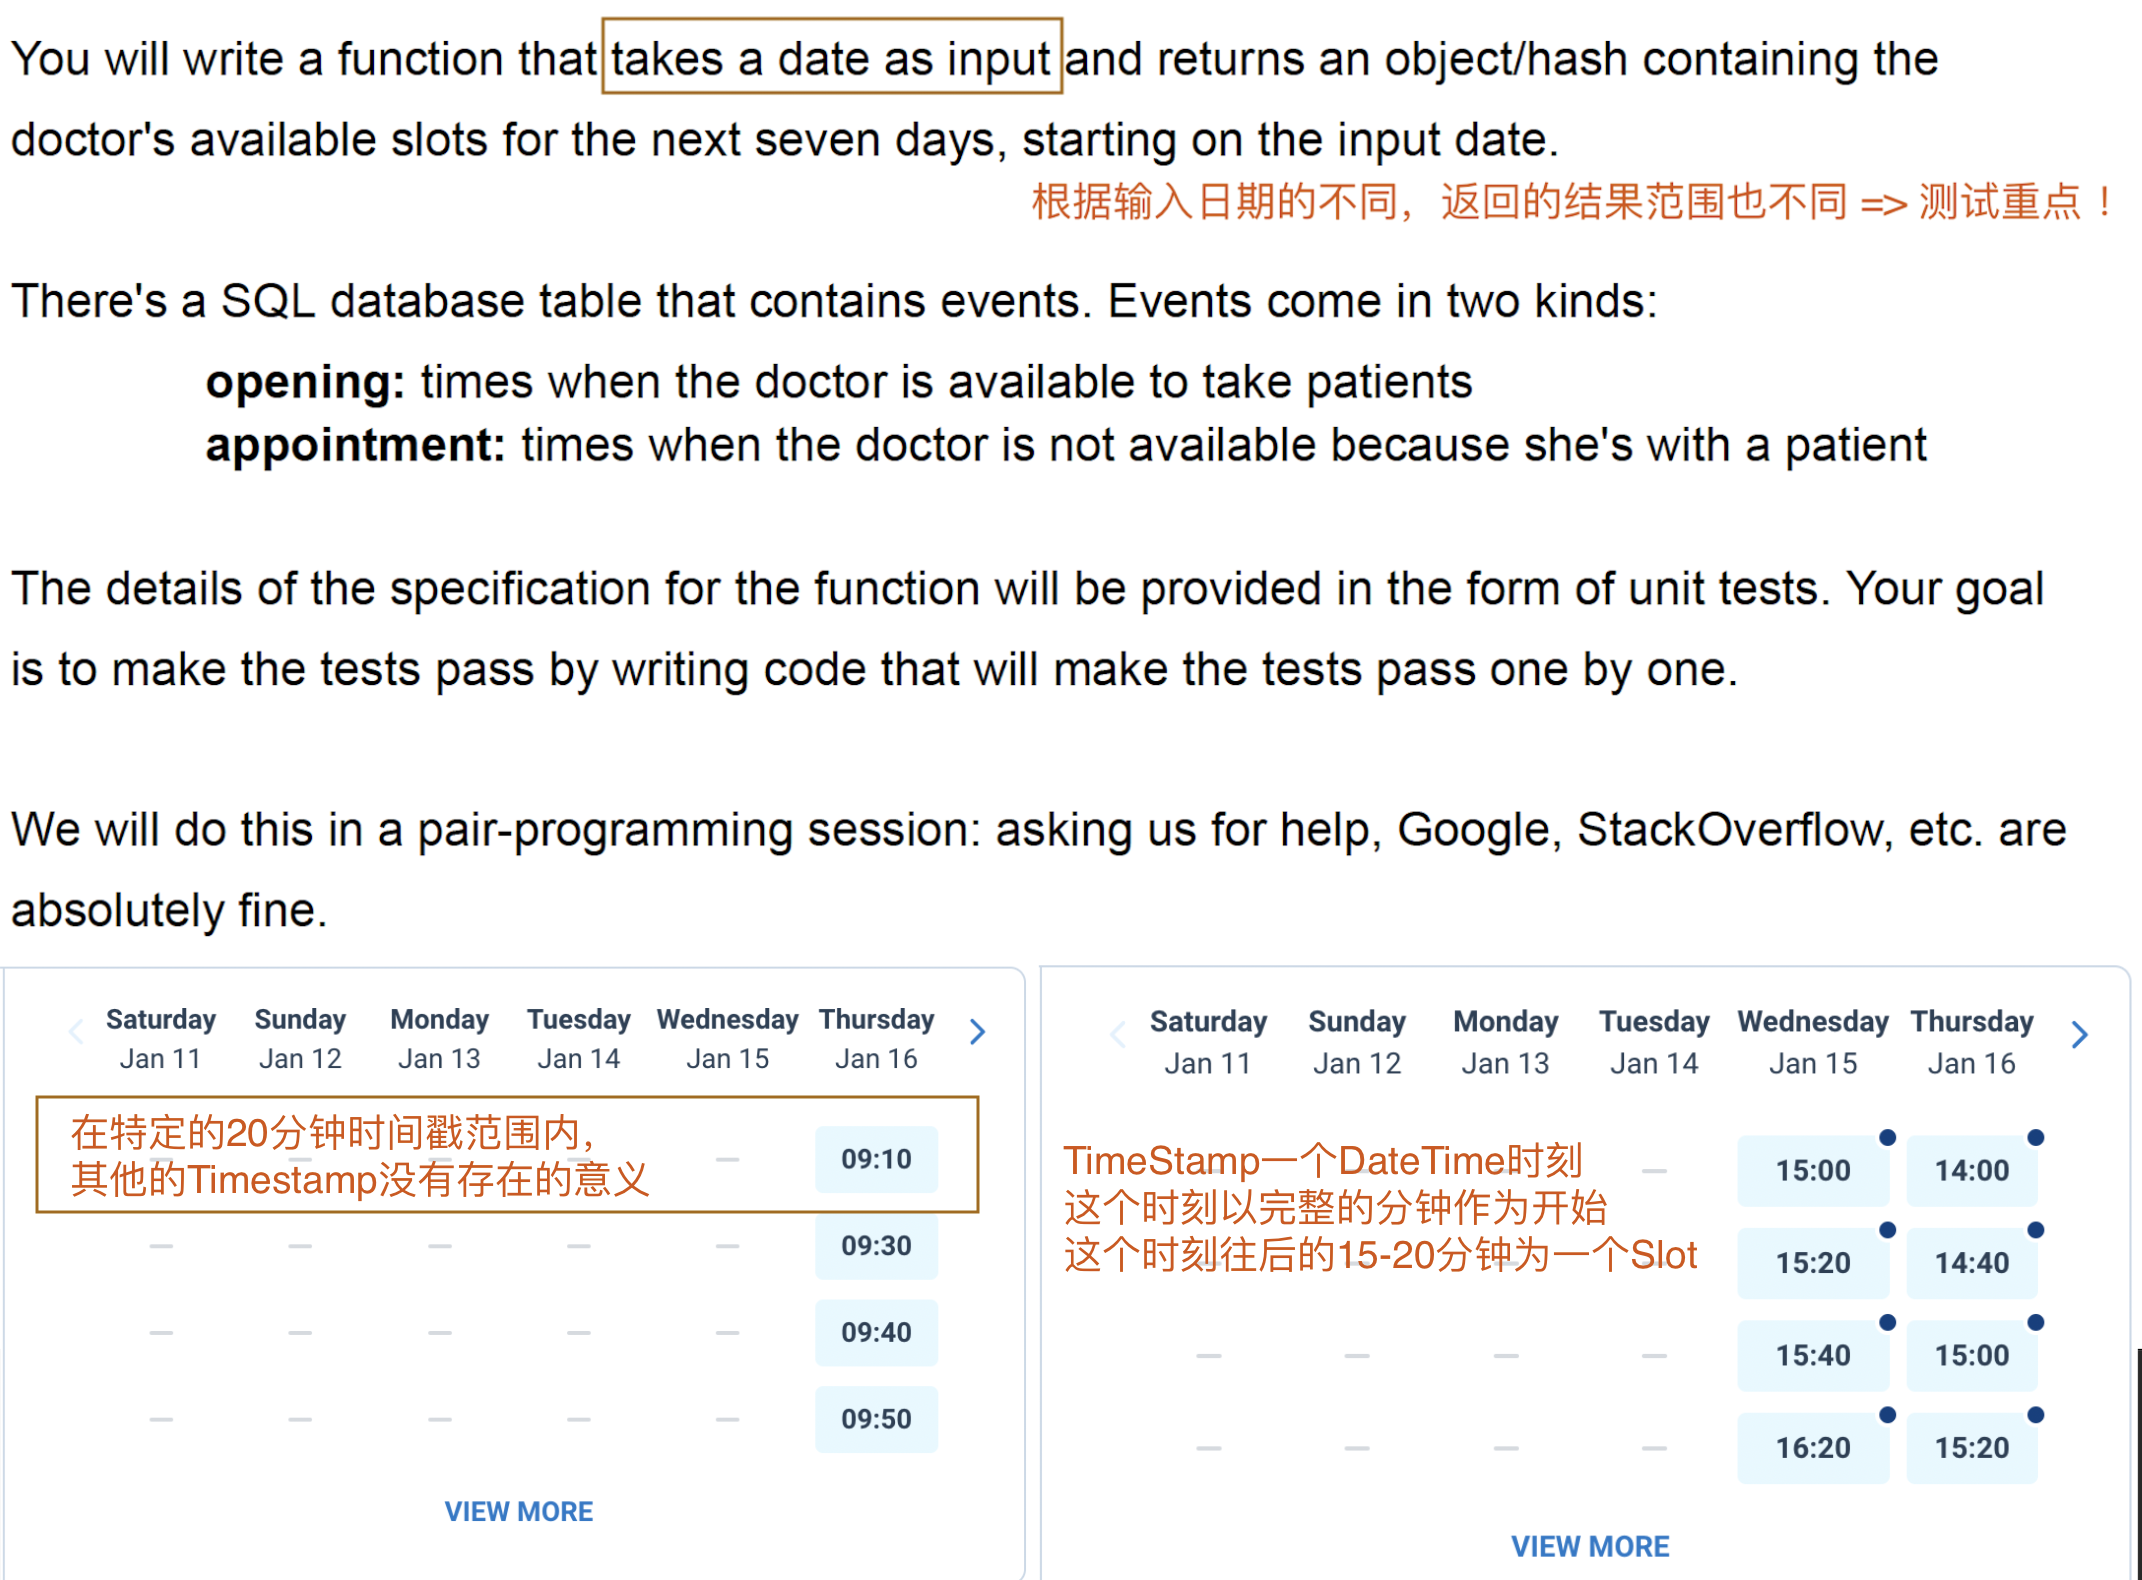 You will write a function that takes a date as input and returns an object/hash containing the
doctor's available slots for the next seven days, starting on the input date.
根据输入日期的不同，返回的结果范围也不同 => 测试重点！
There's a SQL database table that contains events. Events come in two kinds:
opening: times when the doctor is available to take patients
appointment: times when the doctor is not available because she's with a patient
The details of the specification for the function will be provided in the form of unit tests. Your goal
is to make the tests pass by writing code that will make the tests pass one by one.
We will do this in a pair-programming session: asking us for help, Google, StackOverflow, etc. are
absolutely fine.
Saturday Sunday Monday Tuesday Wednesday Thursday
Jan 11 Jan 12 Jan 13 Jan 14 Jan 15 Jan 16
在特定的20分钟时间戳范围内，
其他的Timestamp没有存在的意义
— 09:10
— — — — — 09:30
— — — — — 09:40
— — — — — 09:50
VIEW MORE
Saturday Sunday Monday Tuesday Wednesday Thursday
Jan 11 Jan 12 Jan 13 Jan 14 Jan 15 Jan 16
TimeStamp一个DateTime时刻
这个时刻以完整的分钟作为开始
这个时刻往后的15-20分钟为一个Slot
— 15:00 14:00
15:20 14:40
— — — — 15:40 15:00
— — — — 16:20 15:20
VIEW MORE